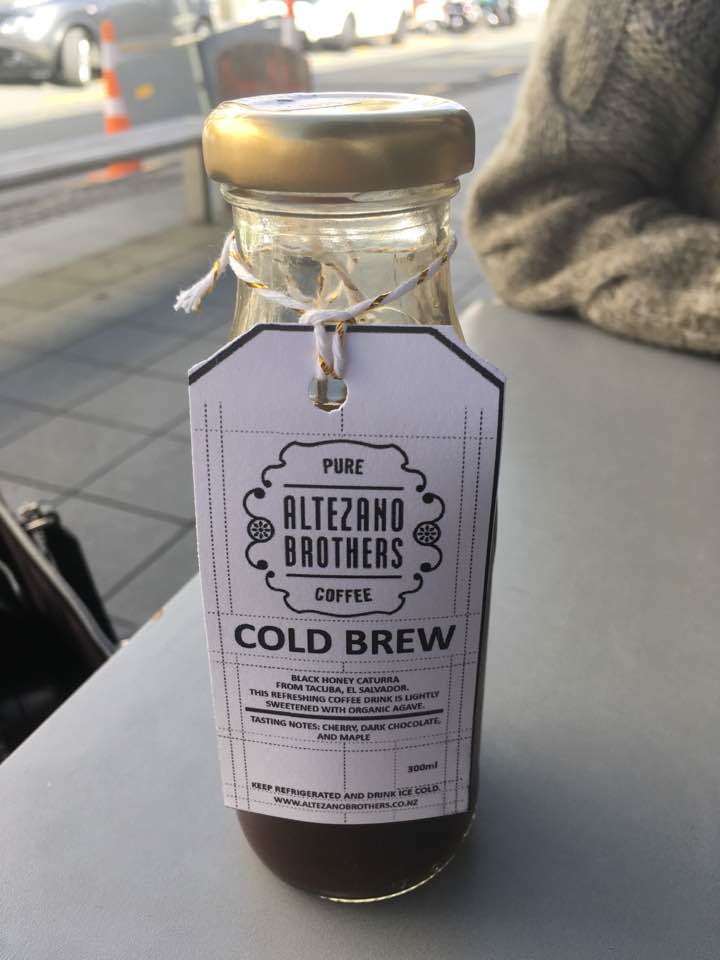 PURE
ALTEZANO
BROTHERS
COFFEE
COLD BREW
BLACK HONEY CATURRA
FROM TACUBA, EL SALVADOR.
THIS REFRESHING COFFEE DRINK IS LIGHTLY
SWEETENED WITH ORGANIC AGAVE.
TASTING NOTES: CHERRY, DARK CHOCOLATE,
AND MAPLE
300ml
KEEP REFRIGERATED AND DRINK ICE COLD.
WWW.ALTEZANOBROTHERS.CO.NZ